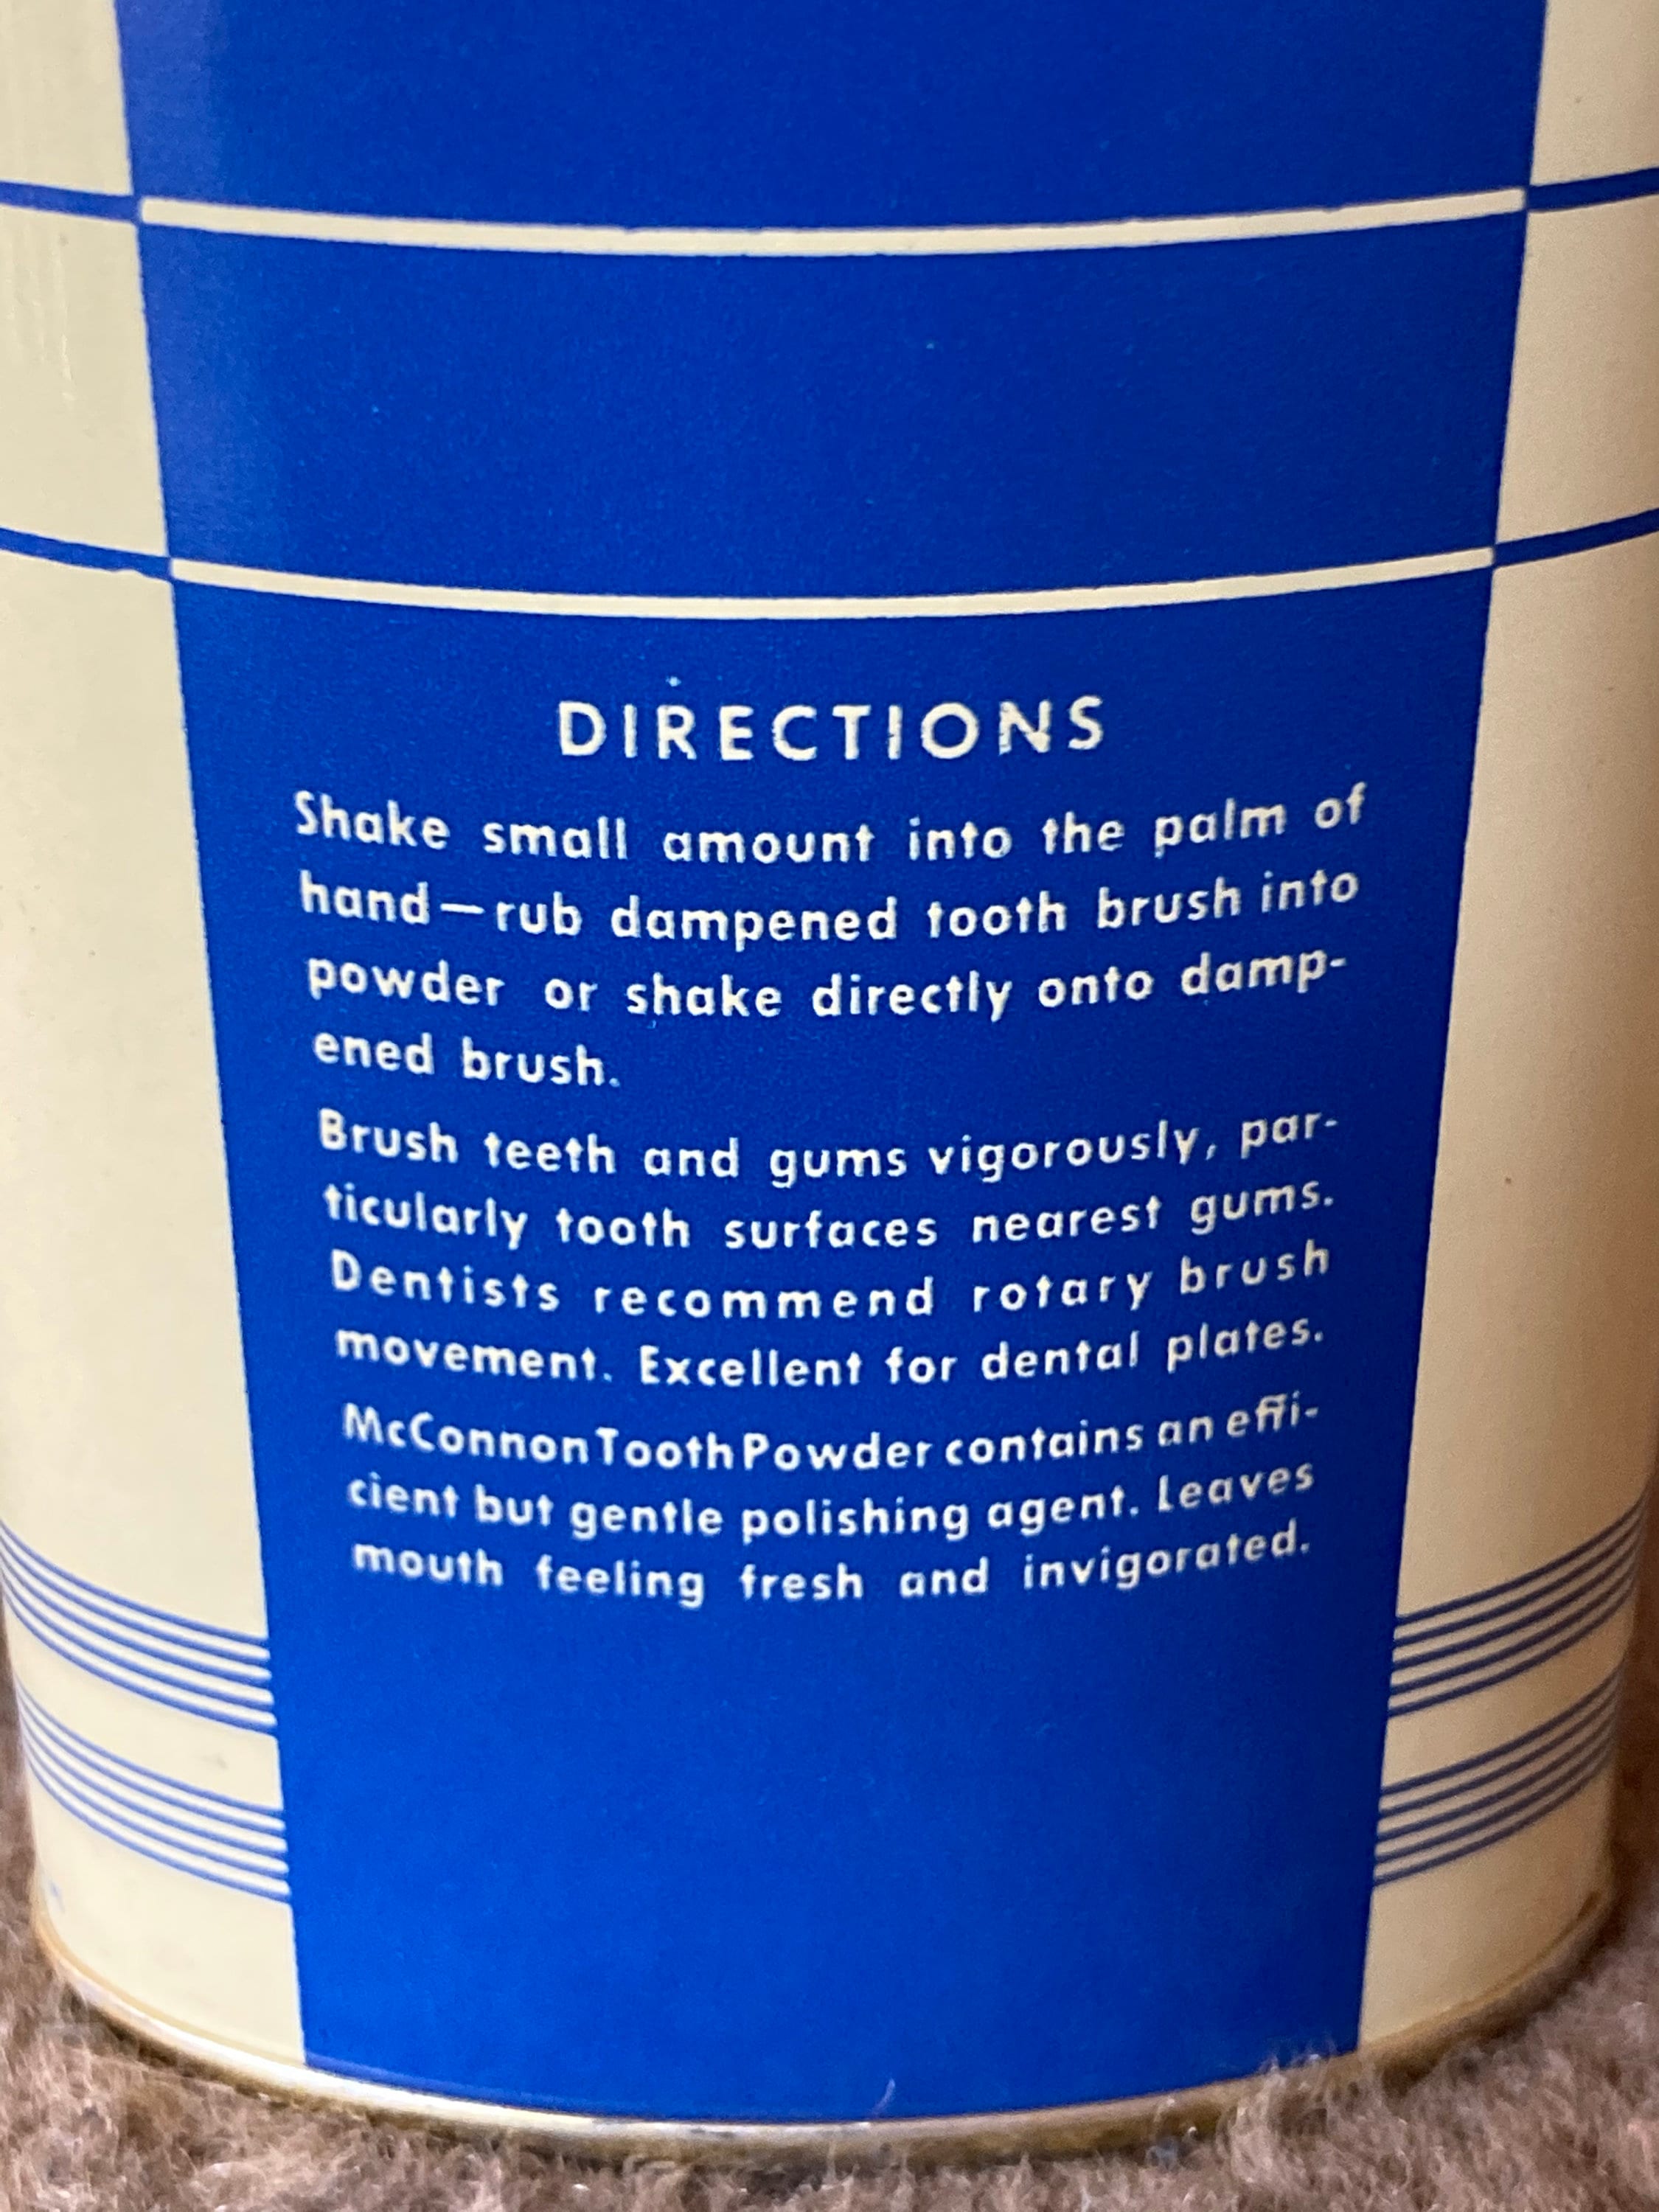 DIRECTIONS
Shake small amount into the palm of
hand—rub dampened tooth brush into
powder or shake directly onto damp-
ened brush.
Brush teeth and gums vigorously, par-
ticularly tooth surfaces nearest gums.
Dentists recommend rotary brush
movement. Excellent for dental plates.
McConnon Tooth Powder contains an effi-
cient but gentle polishing agent. Leaves
mouth feeling fresh and invigorated.